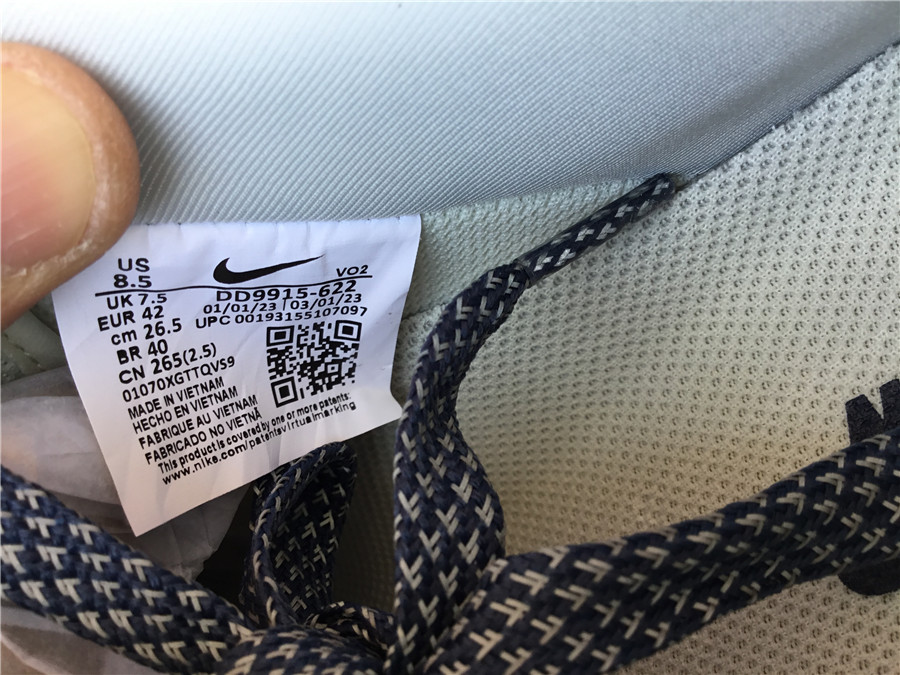 US
8.5
VO2
UK 7.5
DD9915-622
EUR 42
01/01/23 | 03/01/23
cm 26.5
UPC 00193155107097
BR 40
CN 265(2.5)
01070XGTTQVS9
MADE IN VIETNAM
HECHO EN VIETNAM
FABRIQUE AU VIETNAM
FABRICADO NO VIETNÃ
This product is covered by one or more patents:
www.nike.com/patentsvirtualmarking